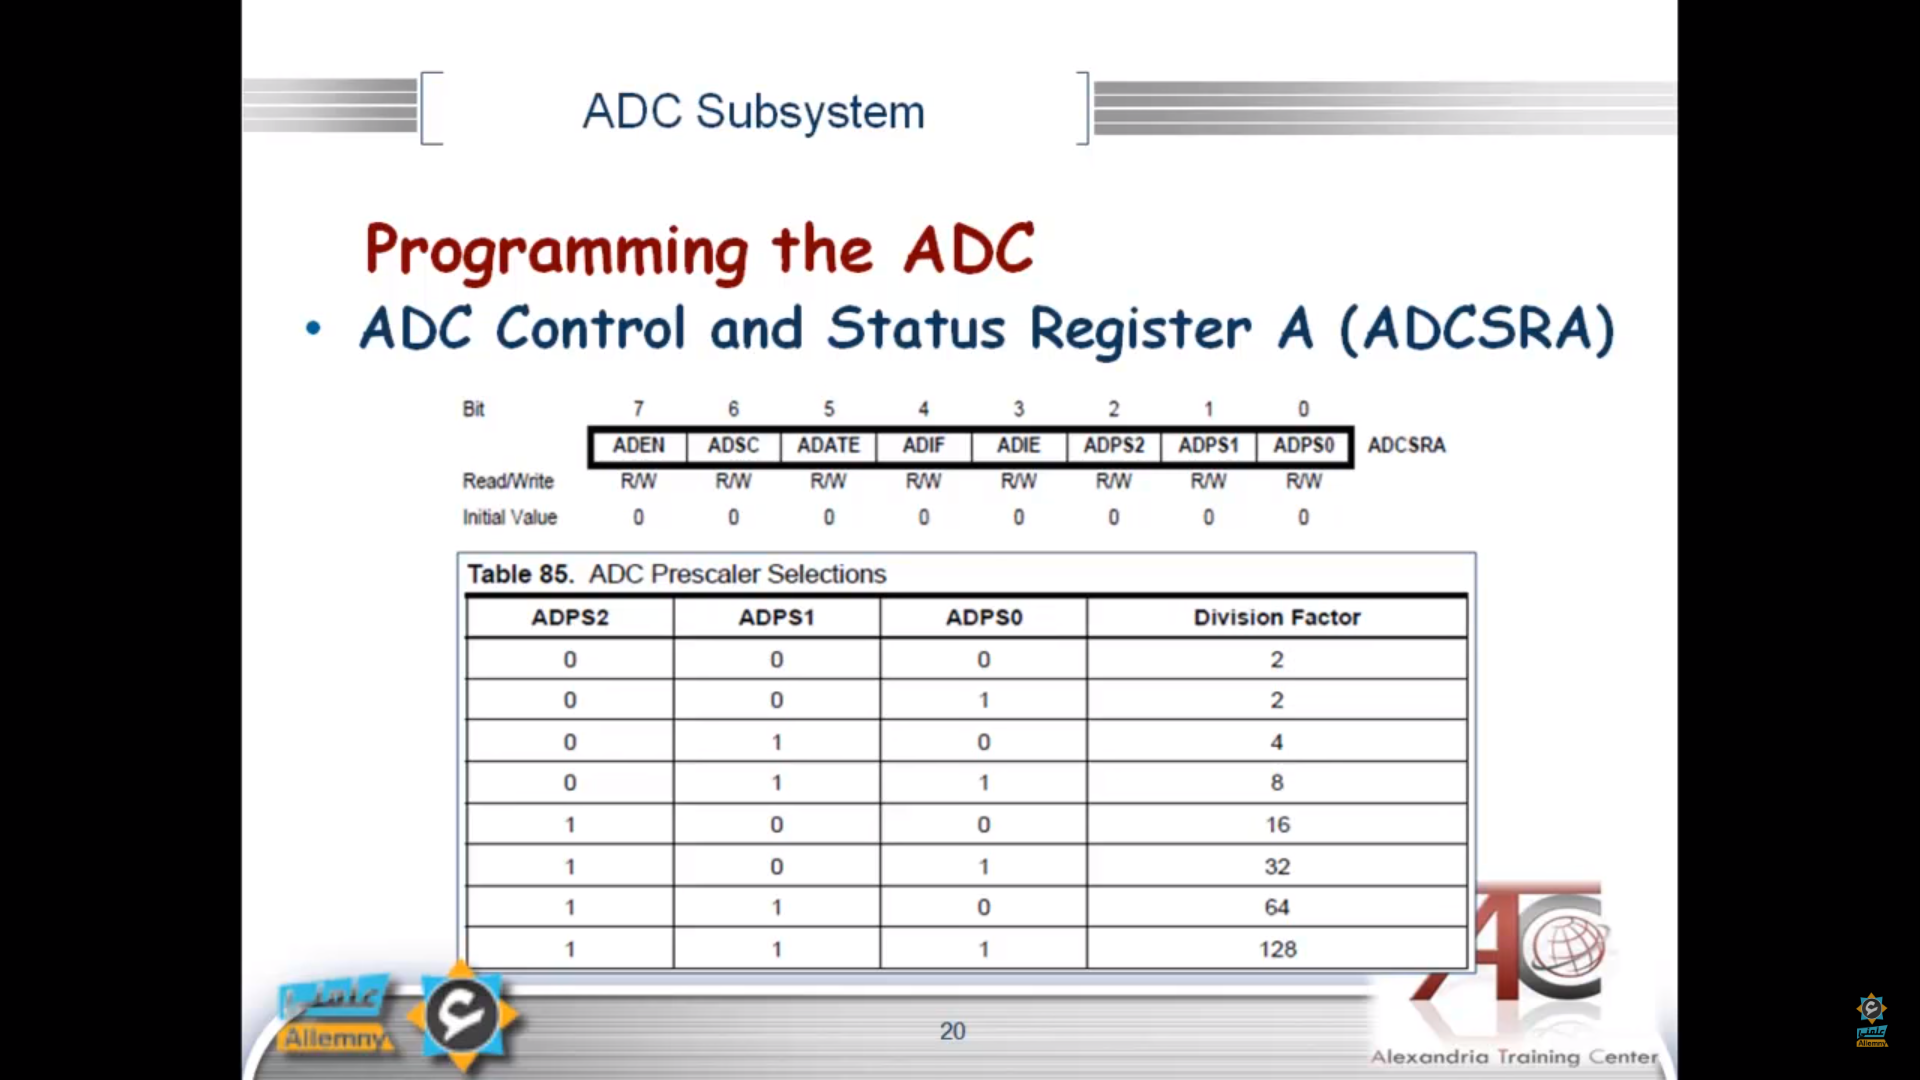 ADC Subsystem
Programming the ADC
• ADC Control and Status Register A (ADCSRA)
Bit 7 6 5 4 3 2 1 0
ADEN ADSC ADATE ADIF ADIE ADPS2 ADPS1 ADPS0 ADCSRA
Read/Write R/W R/W R/W R/W R/W R/W R/W R/W
Initial Value 0 0 0 0 0 0 0 0
Table 85. ADC Prescaler Selections
ADPS2 ADPS1 ADPS0 Division Factor
0 0 0 2
0 0 1 2
0 1 0 4
0 1 1 8
1 0 0 16
1 0 1 32
1 1 0 64
1 1 1 128
ATC
علمني
Allemny
20
Alexandria Training Center
علمني
Allemny